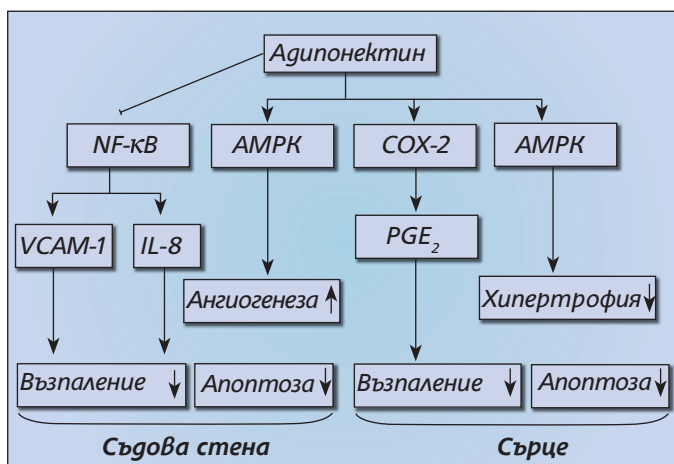 Адипонектин
NF-κB
АМРК
COX-2
АМРК
VCAM-1
IL-8
PGE₂
Ангиогенеза
Хипертрофия
Възпаление
Апоптоза
Възпаление
Апоптоза
Съдова стена
Сърце